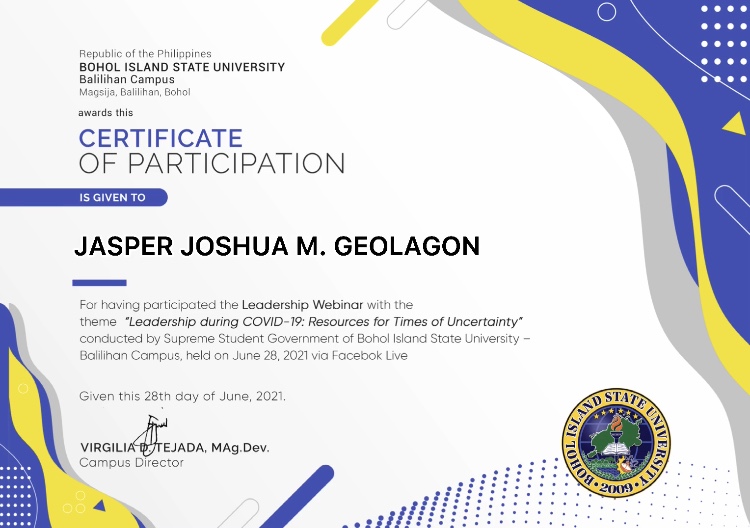 Republic of the Philippines
BOHOL ISLAND STATE UNIVERSITY
Balilihan Campus
Magsija, Balilihan, Bohol
awards this
CERTIFICATE
OF PARTICIPATION
IS GIVEN TO
JASPER JOSHUA M. GEOLAGON
For having participated the Leadership Webinar with the
theme "Leadership during COVID-19: Resources for Times of Uncertainty"
conducted by Supreme Student Government of Bohol Island State University –
Balilihan Campus, held on June 28, 2021 via Facebok Live
Given this 28th day of June, 2021.
VIRGILIA D. TEJADA, MAg.Dev.
Campus Director
BOHOL ISLAND STATE UNIVERSITY
2009